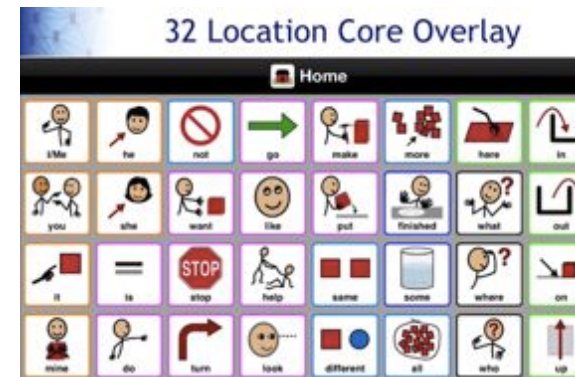 32 Location Core Overlay
Home
I/Me he not go make more here in
you she want like put finished what ? out
it is STOP stop help same some where ? on
mine do turn look different all who ? up